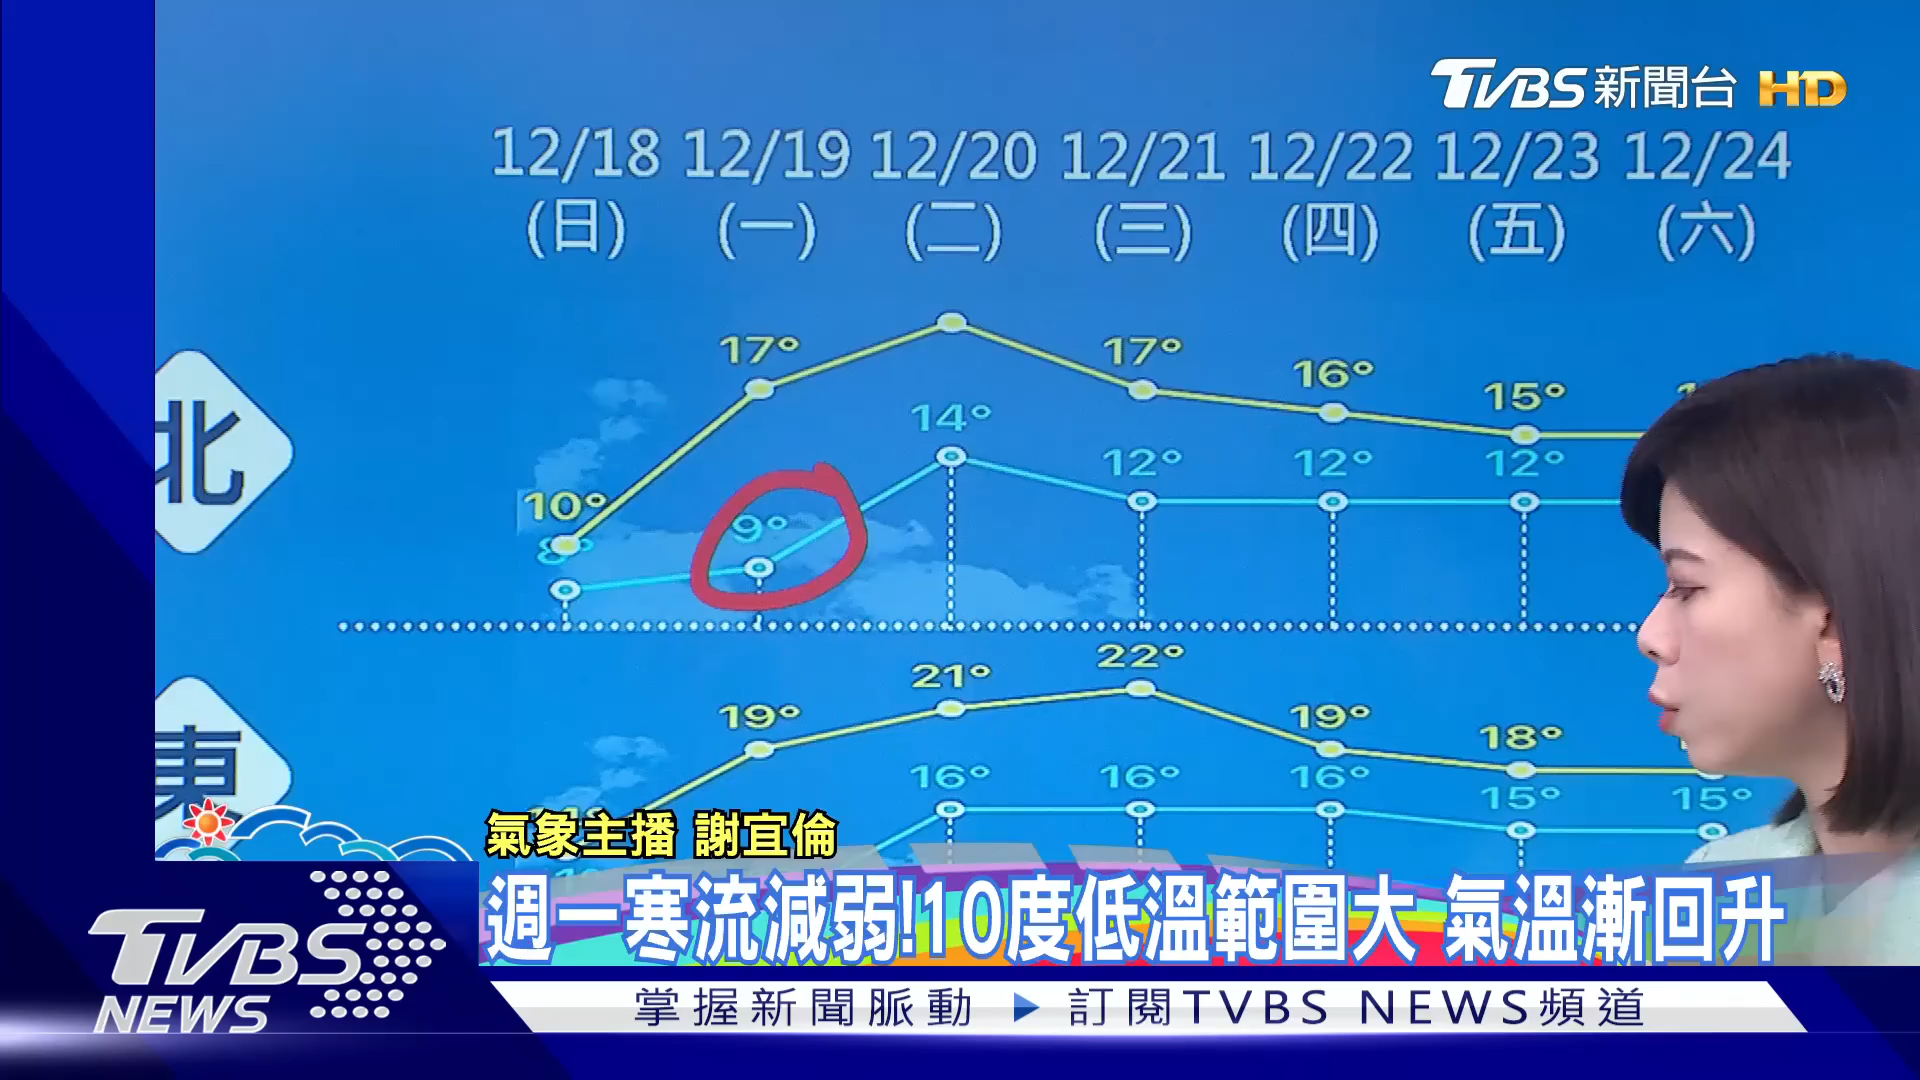 TVBS新聞台 HD
12/18 12/19 12/20 12/21 12/22 12/23 12/24
(日) (一) (二) (三) (四) (五) (六)
17° 17° 16° 15°
北
14° 12° 12° 12°
10° 9°
8°
22°
21°
19° 19° 18°
東
16° 16° 16° 15° 15°
氣象主播 謝宜倫
週一寒流減弱!10度低溫範圍大 氣溫漸回升
TVBS
NEWS
掌握新聞脈動 ▶ 訂閱TVBS NEWS頻道